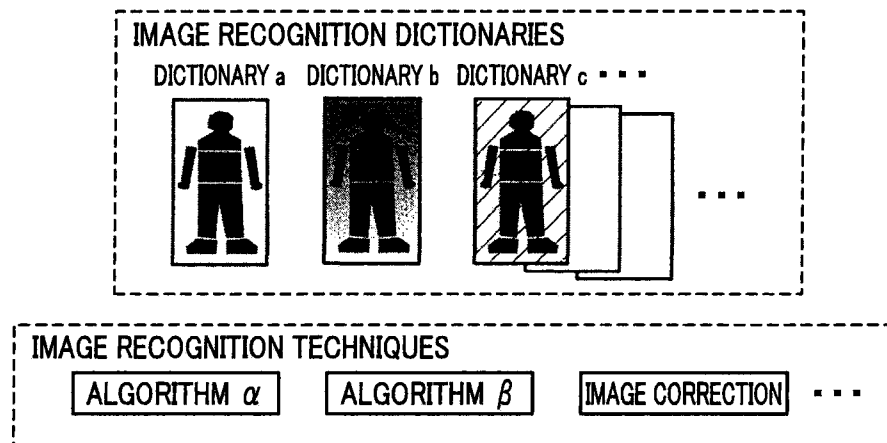 IMAGE RECOGNITION DICTIONARIES
DICTIONARY a DICTIONARY b DICTIONARY c ...
...
IMAGE RECOGNITION TECHNIQUES
ALGORITHM α ALGORITHM β IMAGE CORRECTION ...